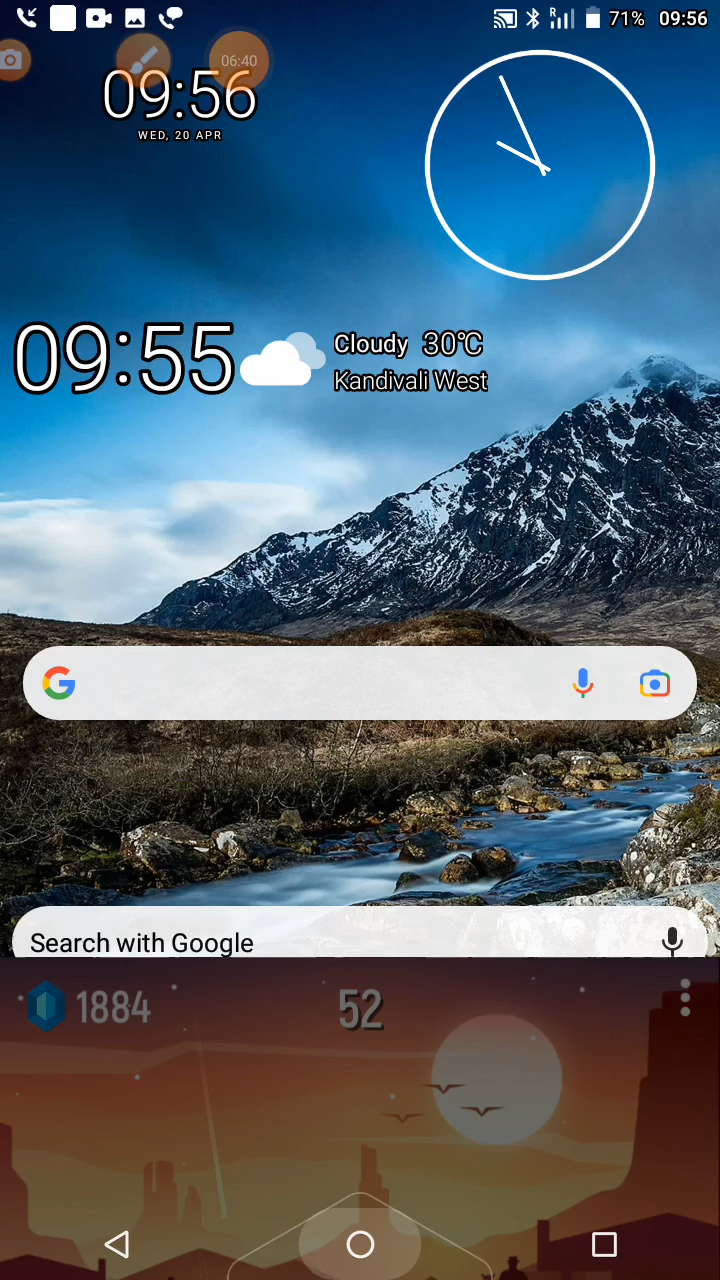 R 71% 09:56
06:40
09:56
WED, 20 APR
09:55
Cloudy 30°C
Kandivali West
Search with Google
1884
52